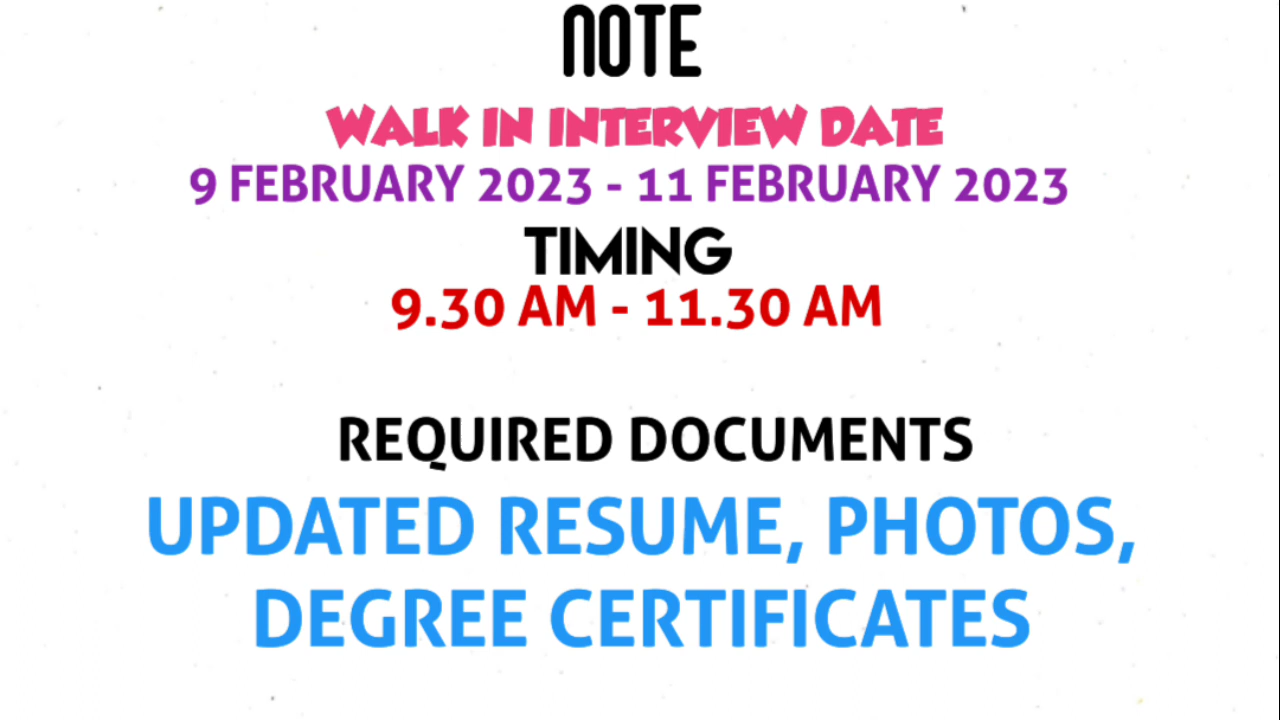 NOTE
WALK IN INTERVIEW DATE
9 FEBRUARY 2023 - 11 FEBRUARY 2023
TIMING
9.30 AM - 11.30 AM
REQUIRED DOCUMENTS
UPDATED RESUME, PHOTOS,
DEGREE CERTIFICATES